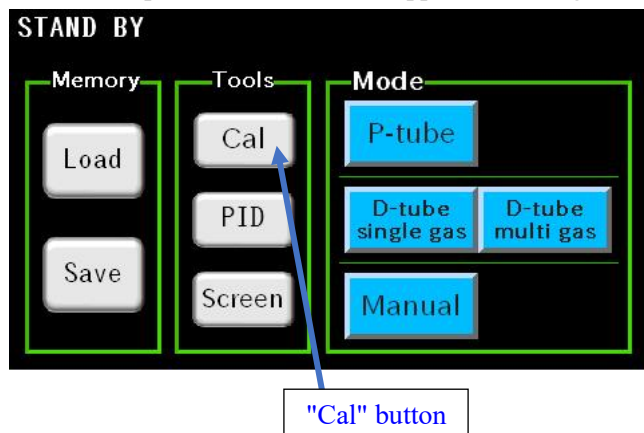 STAND BY
Memory
Load
Save
Tools
Cal
PID
Screen
Mode
P-tube
D-tube
single gas
D-tube
multi gas
Manual
"Cal" button